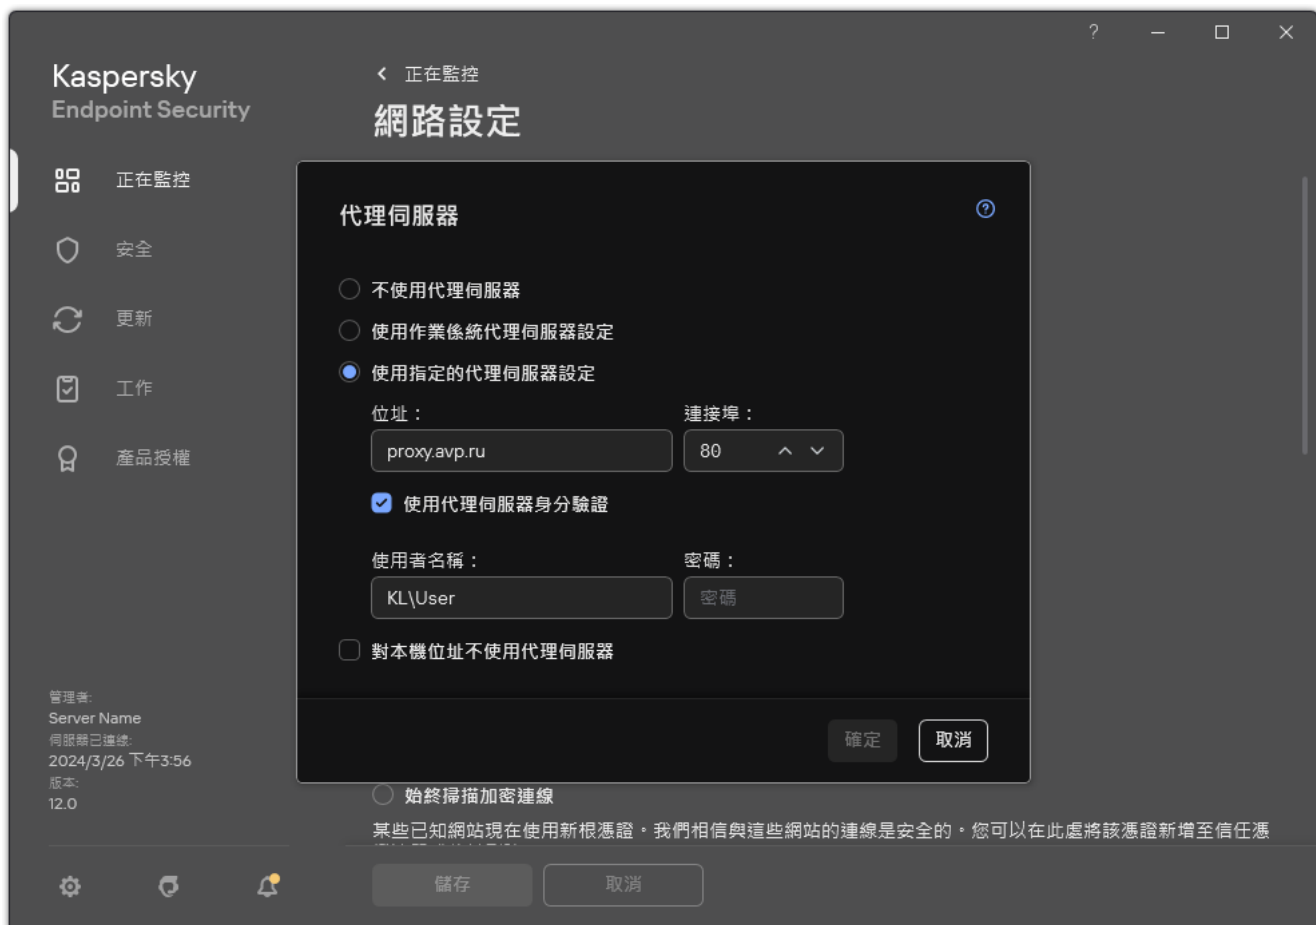 ?
Kaspersky
Endpoint Security
正在監控
網路設定
正在監控
安全
更新
工作
產品授權
代理伺服器
?
不使用代理伺服器
使用作業係統代理伺服器設定
使用指定的代理伺服器設定
位址： 連接埠：
proxy.avp.ru 80
使用代理伺服器身分驗證
使用者名稱： 密碼：
KL\User 密碼
對本機位址不使用代理伺服器
確定 取消
管理者:
Server Name
伺服器已連線:
2024/3/26 下午3:56
版本:
12.0
始終掃描加密連線
某些已知網站現在使用新根憑證。我們相信與這些網站的連線是安全的。您可以在此處將該憑證新增至信任憑
儲存 取消